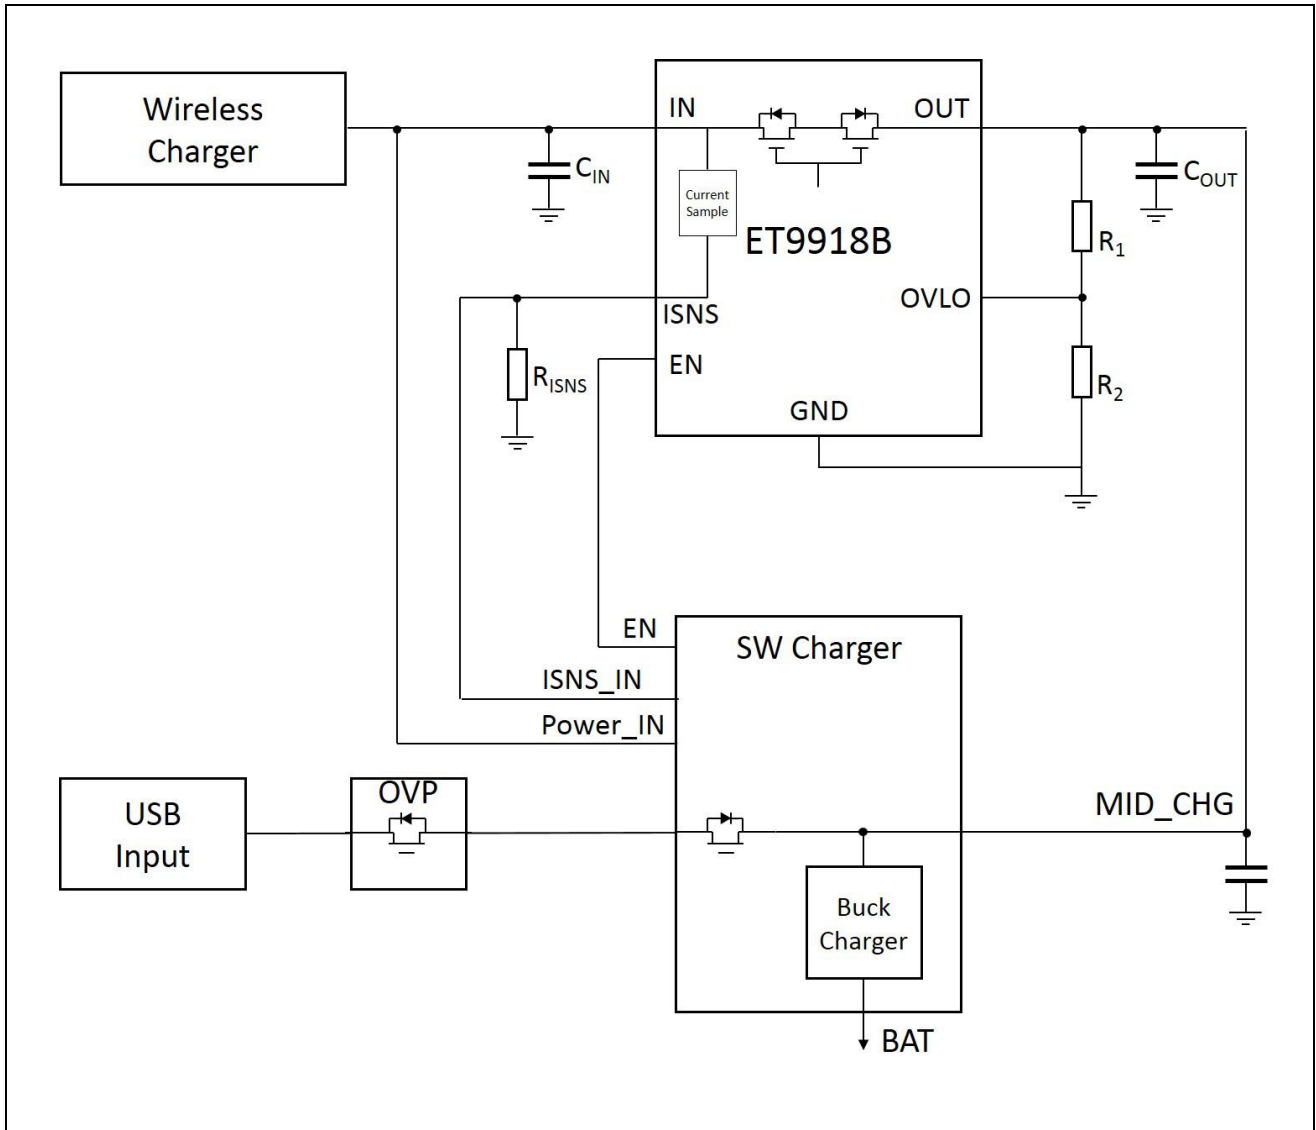 Wireless
Charger
IN
OUT
C_IN
Current
Sample
ET9918B
C_OUT
R_1
OVLO
ISNS
EN
R_ISNS
R_2
GND
EN
SW Charger
ISNS_IN
Power_IN
USB
Input
OVP
MID_CHG
Buck
Charger
BAT